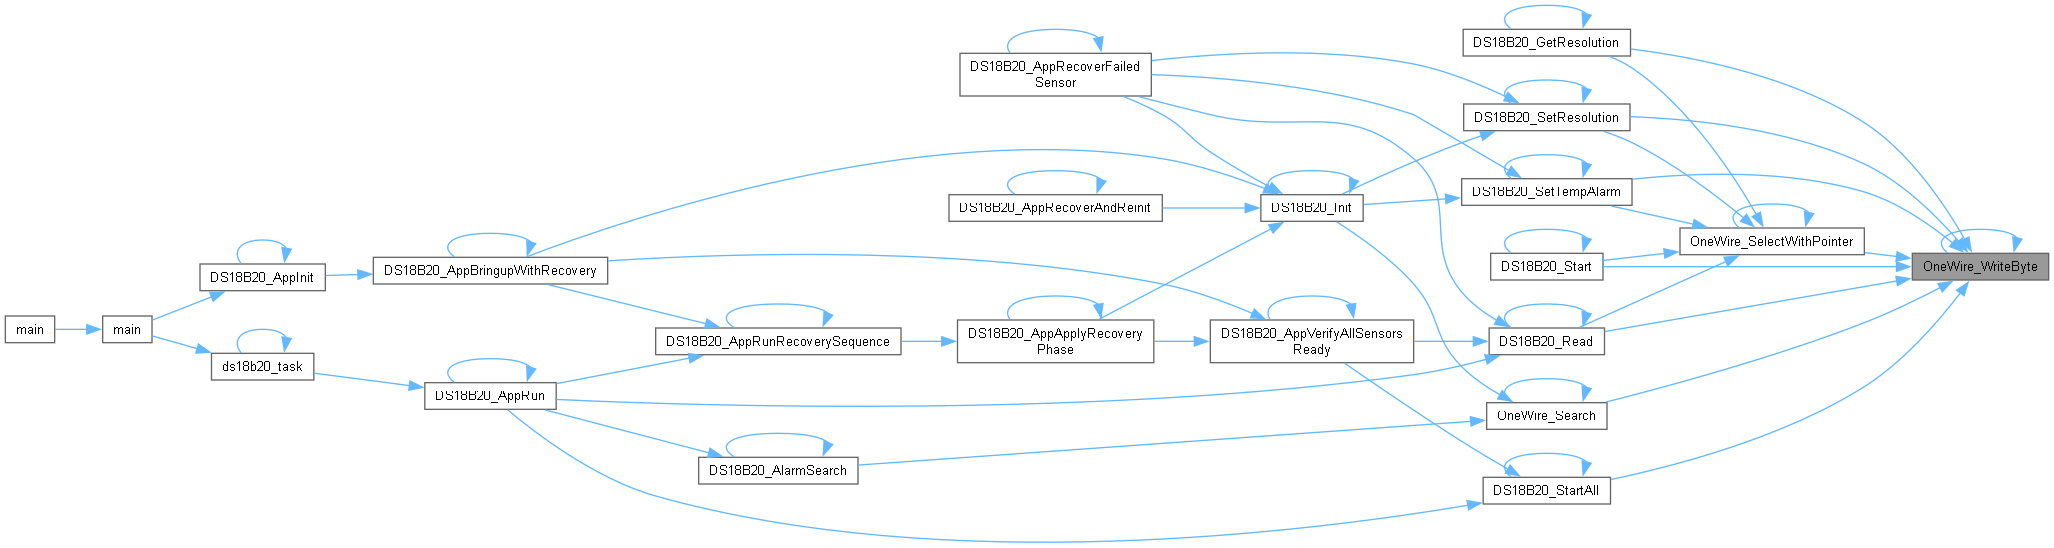 DS18B20_GetResolution
DS18B20_AppRecoverFailed
Sensor
DS18B20_SetResolution
DS18B20_SetTempAlarm
DS18B20_AppRecoverAndReinit
DS18B20_Init
OneWire_SelectWithPointer
DS18B20_Start
OneWire_WriteByte
DS18B20_AppInit
DS18B20_AppBringupWithRecovery
main
main
DS18B20_AppRunRecoverySequence
DS18B20_AppApplyRecovery
Phase
DS18B20_AppVerifyAllSensors
Ready
DS18B20_Read
ds18b20_task
DS18B20_AppRun
OneWire_Search
DS18B20_AlarmSearch
DS18B20_StartAll